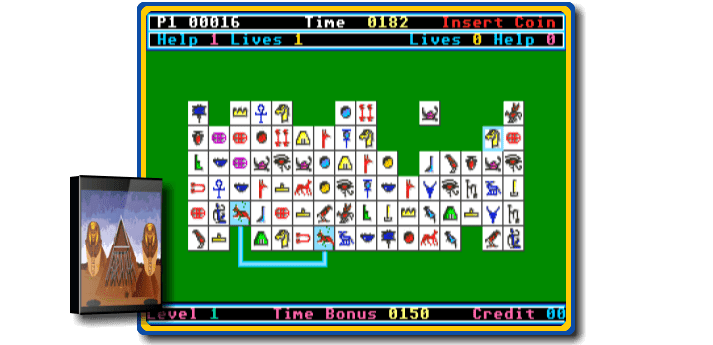 P1 00016 Time 0182 Insert Coin
Help 1 Lives 1 Lives 0 Help 0
Level 1 Time Bonus 0150 Credit 00